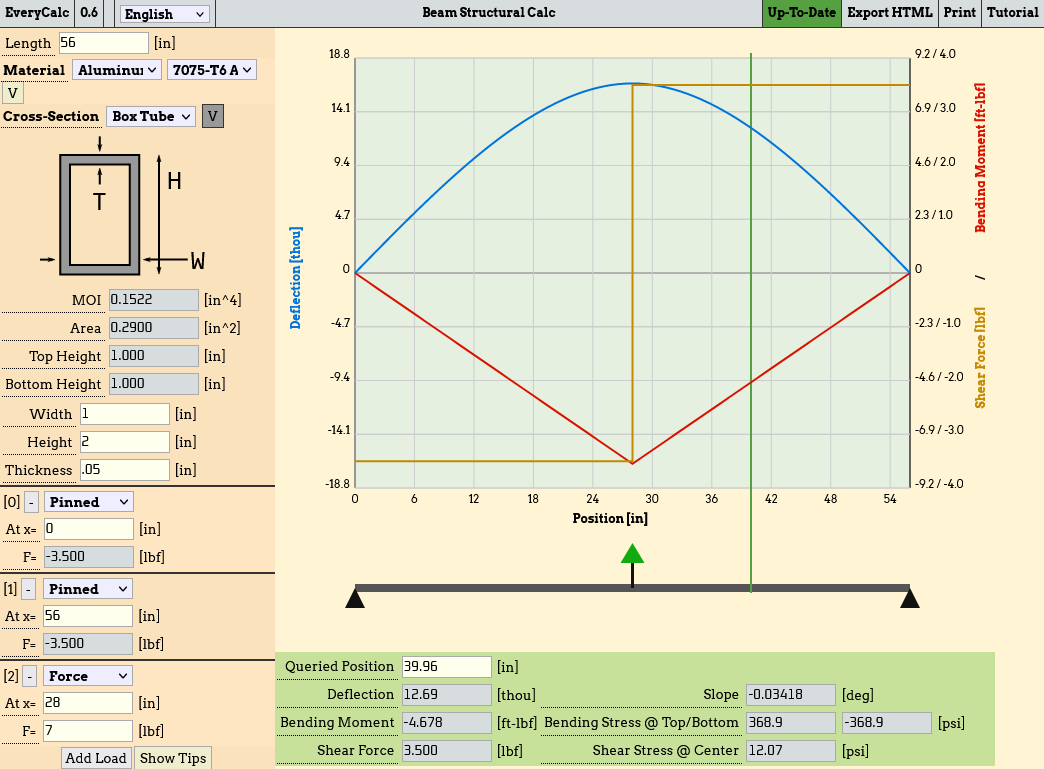 EveryCalc 0.6 English Beam Structural Calc Up-To-Date Export HTML Print Tutorial
Length 56 [in]
Material Aluminu 7075-T6 A
V
Cross-Section Box Tube V
H
T
W
MOI 0.1522 [in^4]
Area 0.2900 [in^2]
Top Height 1.000 [in]
Bottom Height 1.000 [in]
Width 1 [in]
Height 2 [in]
Thickness .05 [in]
[0] - Pinned
At x= 0 [in]
F= -3.500 [lbf]
[1] - Pinned
At x= 56 [in]
F= -3.500 [lbf]
[2] - Force
At x= 28 [in]
F= 7 [lbf]
Add Load Show Tips
Deflection [thou]
18.8
14.1
9.4
4.7
0
-4.7
-9.4
-14.1
-18.8
0 6 12 18 24 30 36 42 48 54
Position [in]
9.2 / 4.0
6.9 / 3.0
4.6 / 2.0
2.3 / 1.0
0
-2.3 / -1.0
-4.6 / -2.0
-6.9 / -3.0
-9.2 / -4.0
Bending Moment [ft-lbf]
/
Shear Force [lbf]
Queried Position 39.96 [in]
Deflection 12.69 [thou] Slope -0.03418 [deg]
Bending Moment -4.678 [ft-lbf] Bending Stress @ Top/Bottom 368.9 -368.9 [psi]
Shear Force 3.500 [lbf] Shear Stress @ Center 12.07 [psi]